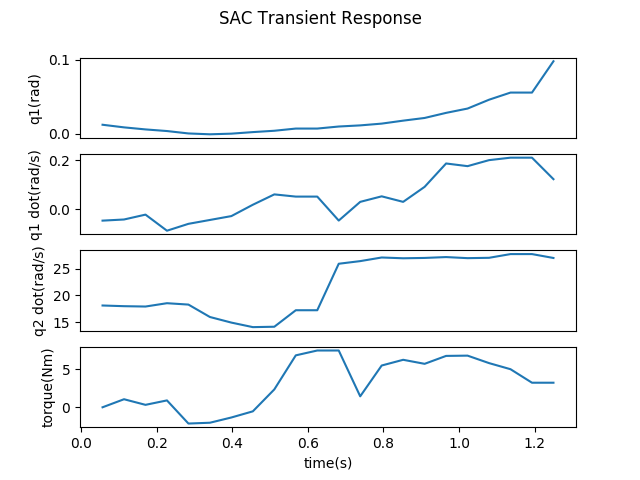 SAC Transient Response
0.1
0.0
q1(rad)
0.2
0.0
q1 dot(rad/s)
25
20
15
q2 dot(rad/s)
5
0
torque(Nm)
0.0 0.2 0.4 0.6 0.8 1.0 1.2
time(s)